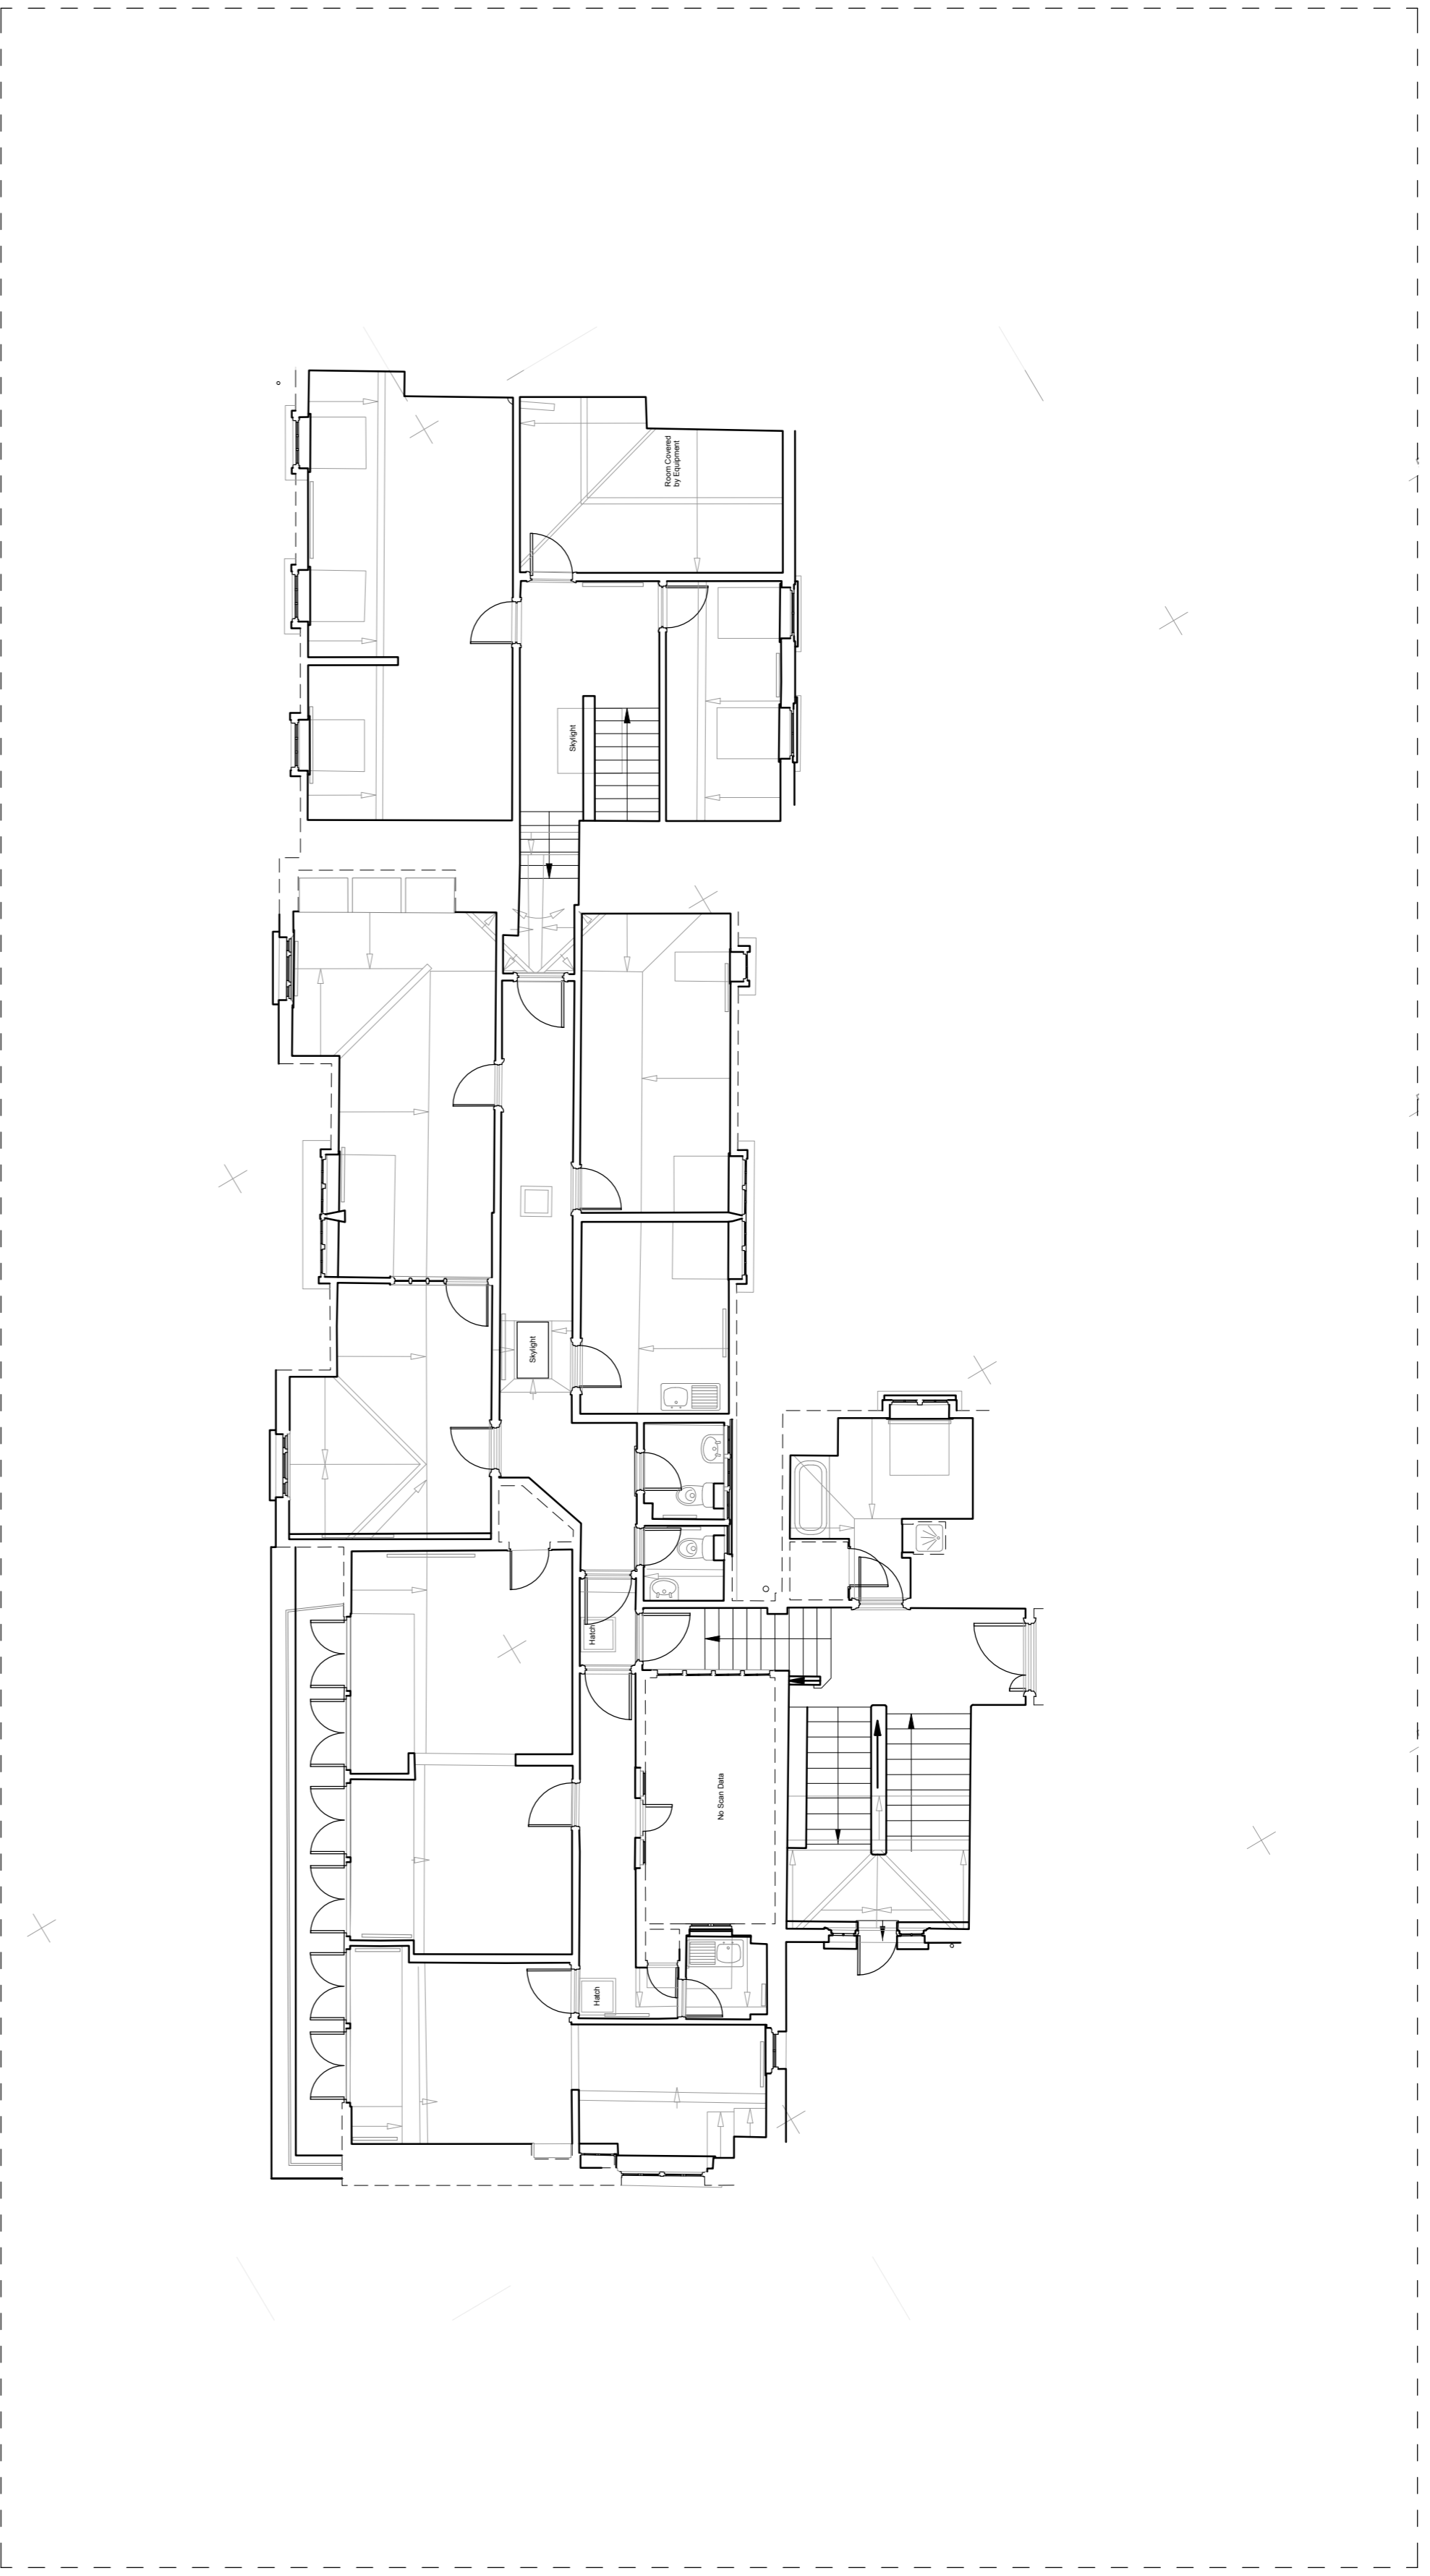 Room Covered
by Equipment
Skylight
Skylight
Hatch
No Scan Data
Hatch